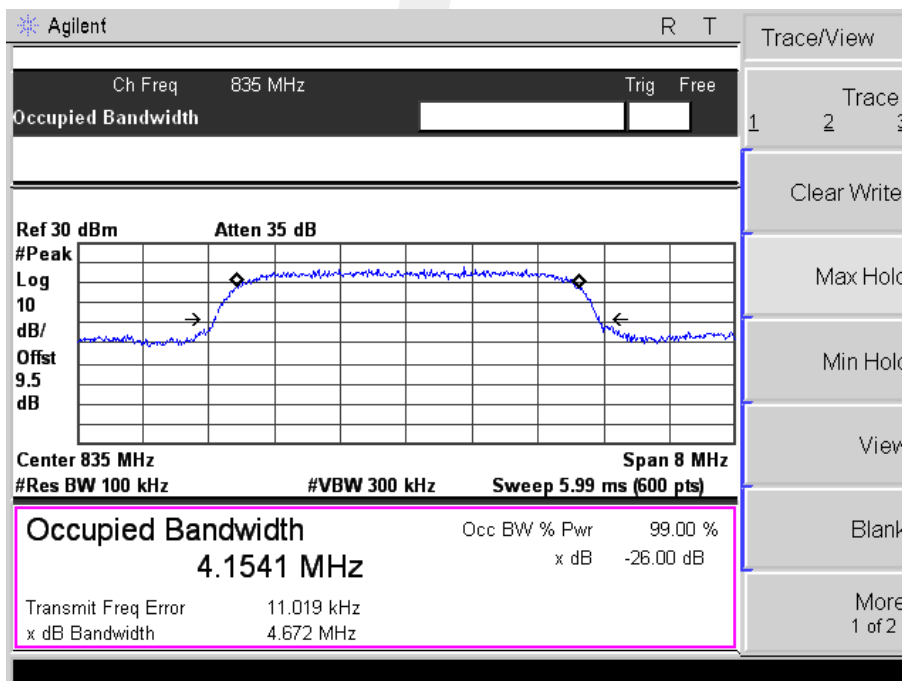 Agilent R T
Ch Freq 835 MHz Trig Free
Occupied Bandwidth
Ref 30 dBm Atten 35 dB
#Peak
Log
10
dB/
Offst
9.5
dB
Center 835 MHz Span 8 MHz
#Res BW 100 kHz #VBW 300 kHz Sweep 5.99 ms (600 pts)
Occupied Bandwidth
4.1541 MHz
Occ BW % Pwr 99.00 %
x dB -26.00 dB
Transmit Freq Error 11.019 kHz
x dB Bandwidth 4.672 MHz
Trace/View
Trace
1 2
Clear Write
Max Hold
Min Hold
View
Blank
More
1 of 2